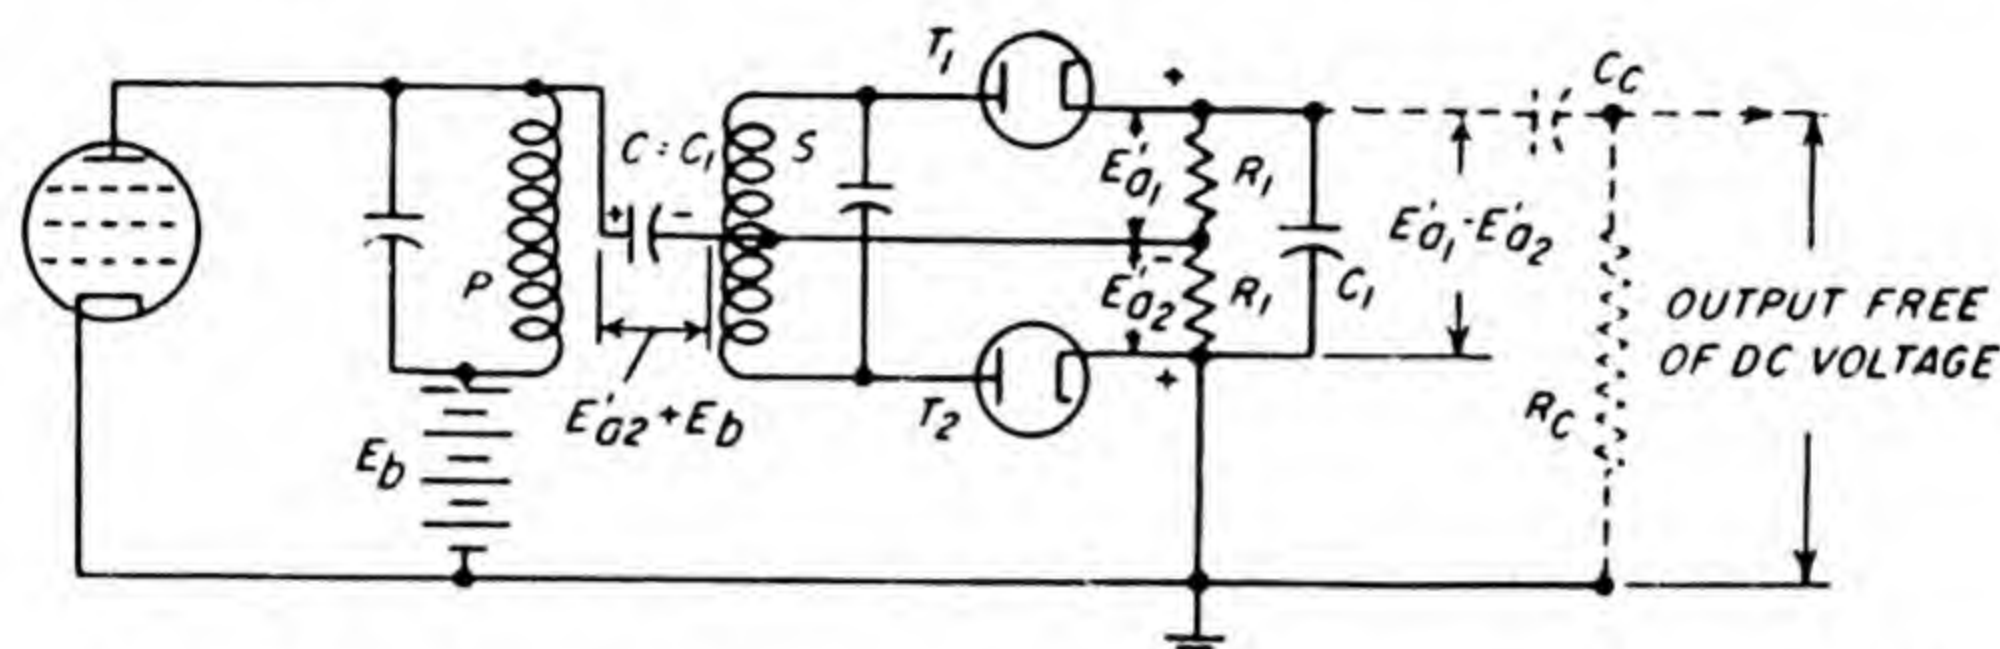 T1
CC
C = C1
S
+
E'a1
R1
+ -
E'a1 - E'a2
-
P
E'a2
R1
C1
OUTPUT FREE
OF DC VOLTAGE
E'a2 + Eb
T2
+
RC
Eb